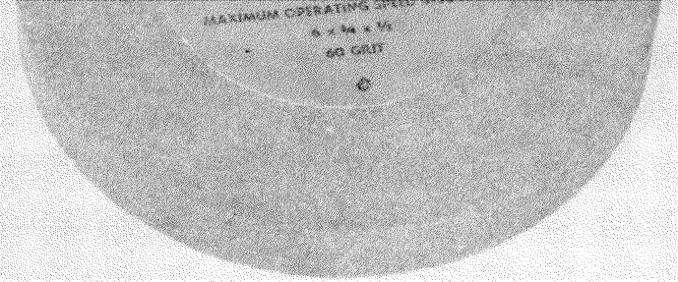 MAXIMUM OPERATING SPEED
6 x ¾ x ½
60 GRIT